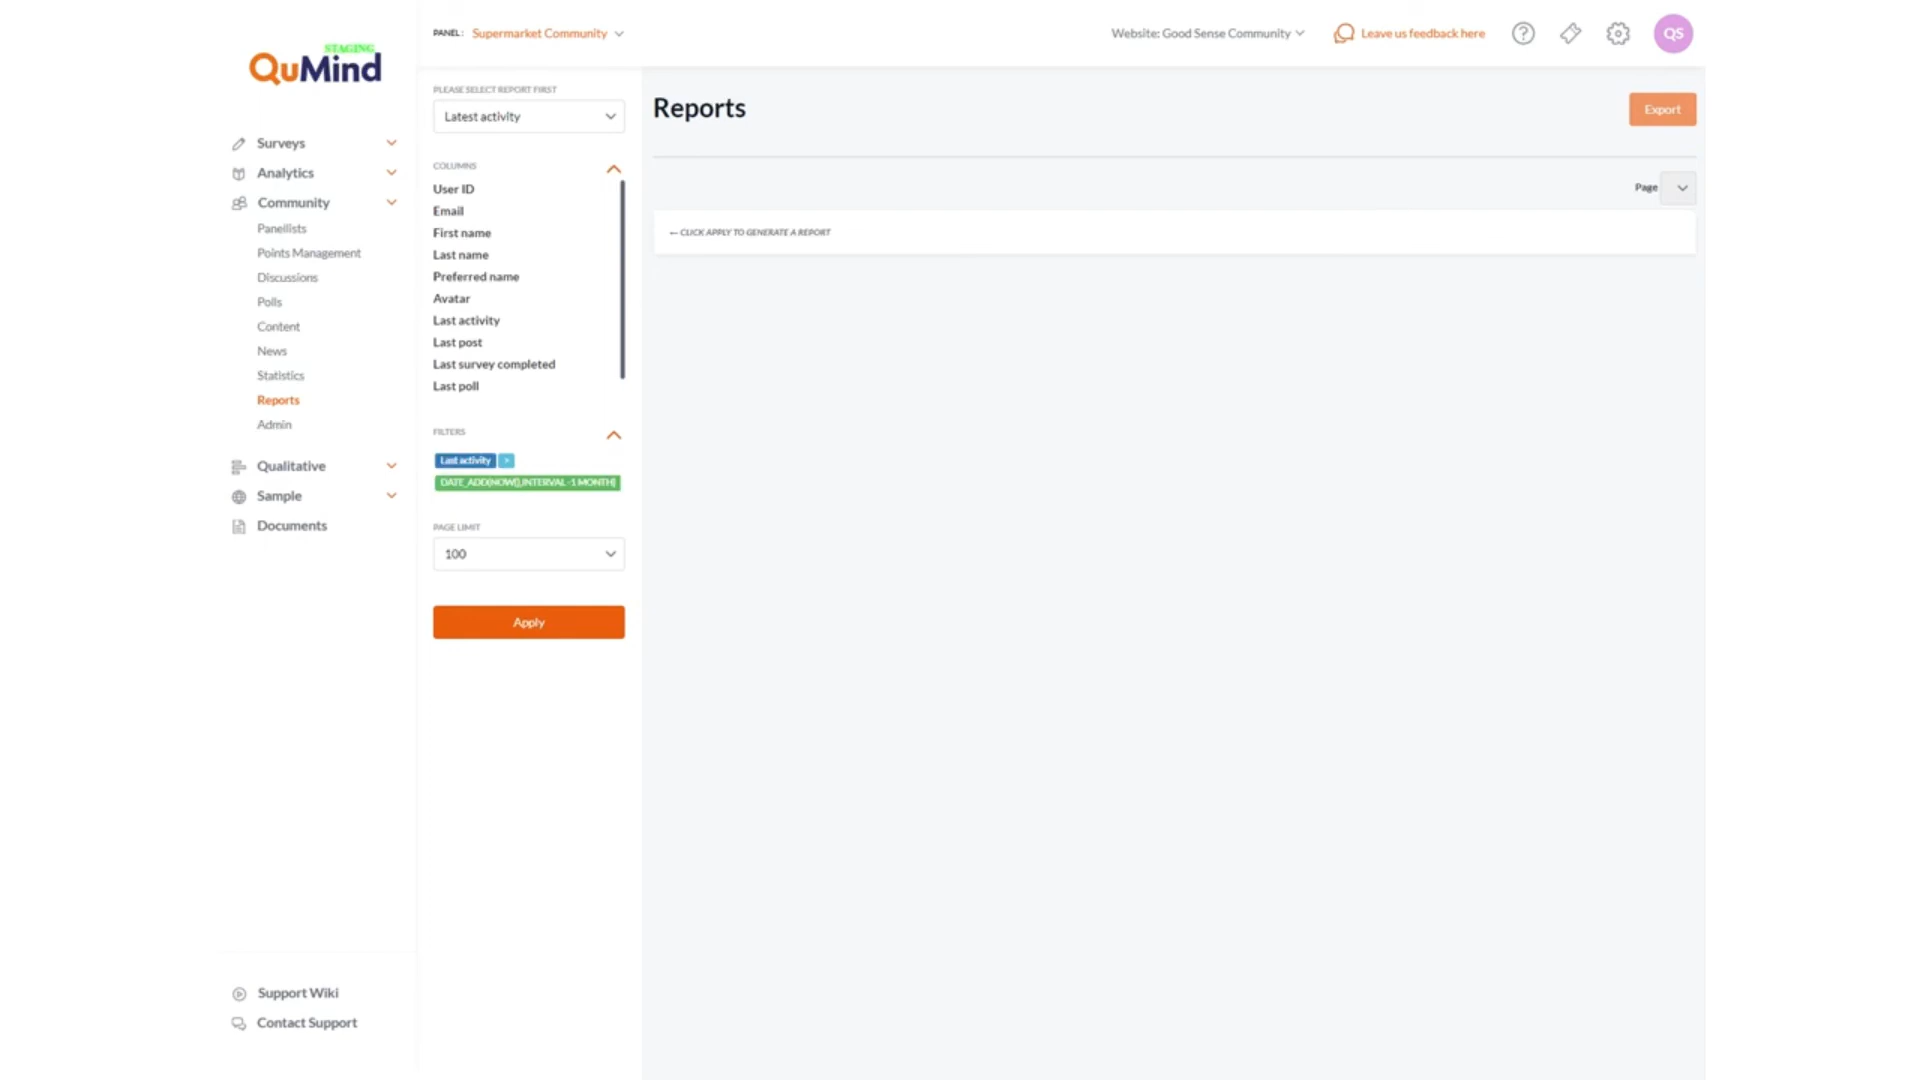 STAGING
QuMind
Surveys
Analytics
Community
Panellists
Points Management
Discussions
Polls
Content
News
Statistics
Reports
Admin
Qualitative
Sample
Documents
Support Wiki
Contact Support
PANEL: Supermarket Community
Website: Good Sense Community
Leave us feedback here
?
QS
PLEASE SELECT REPORT FIRST
Latest activity
COLUMNS
User ID
Email
First name
Last name
Preferred name
Avatar
Last activity
Last post
Last survey completed
Last poll
FILTERS
Last activity >
DATE_ADD(NOW(),INTERVAL -1 MONTH)
PAGE LIMIT
100
Apply
Reports
Export
Page
← CLICK APPLY TO GENERATE A REPORT